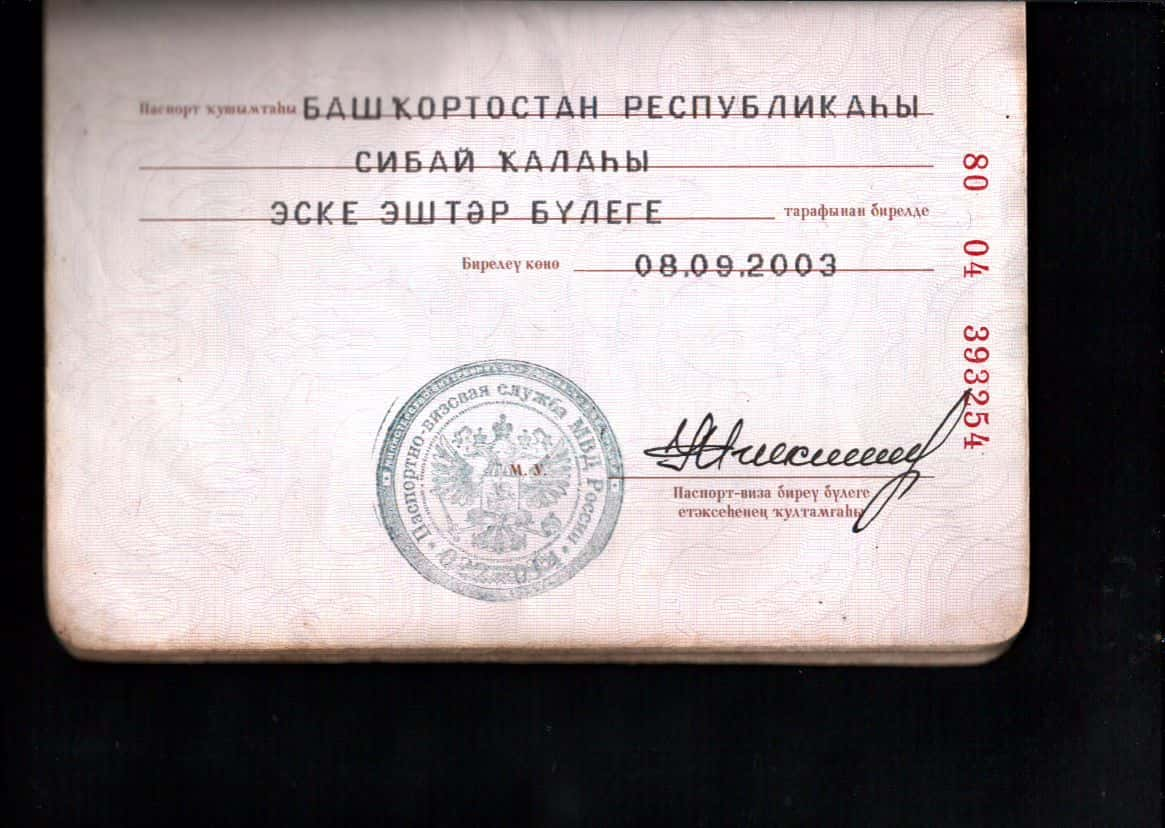 Паспорт ҡушымтаһы БАШҠОРТОСТАН РЕСПУБЛИКАҺЫ
СИБАЙ ҠАЛАҺЫ
ЭСКЕ ЭШТӘР БҮЛЕГЕ тарафынан бирелде
Биреλеү көнө 08.09.2003
80 04 393254
Паспортно-визовая служба МВД России
М. У.
Паспорт-виза биреү бүлеге
етәксеһенең ҡултамғаһы